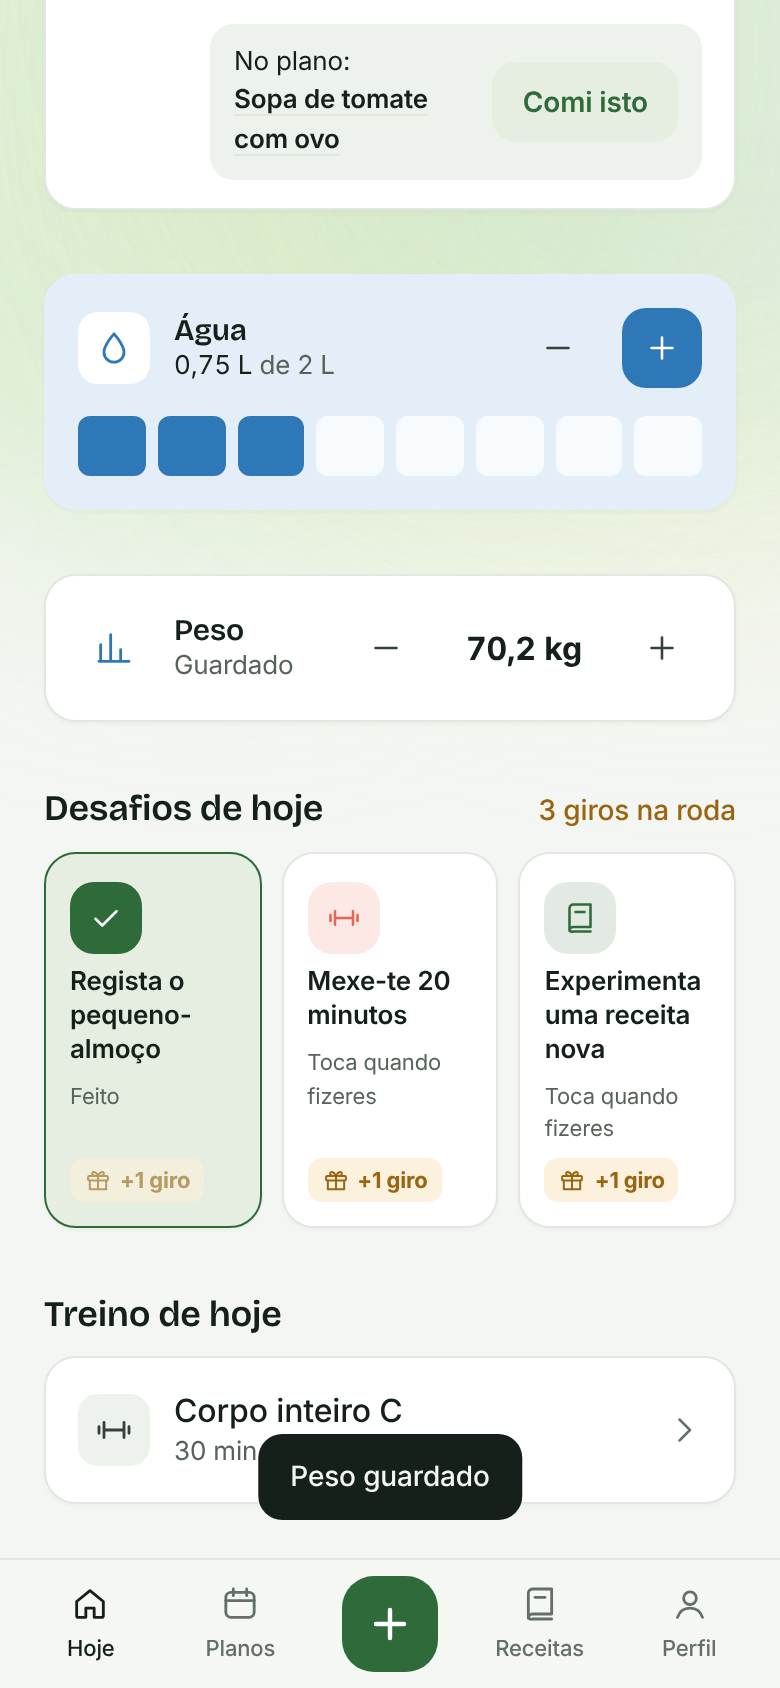 No plano:
Sopa de tomate
com ovo
Comi isto
Água
0,75 L de 2 L
Peso
Guardado
70,2 kg
Desafios de hoje
3 giros na roda
Regista o
pequeno-
almoço
Feito
+1 giro
Mexe-te 20
minutos
Toca quando
fizeres
+1 giro
Experimenta
uma receita
nova
Toca quando
fizeres
+1 giro
Treino de hoje
Corpo inteiro C
30 min
Peso guardado
Hoje
Planos
Receitas
Perfil